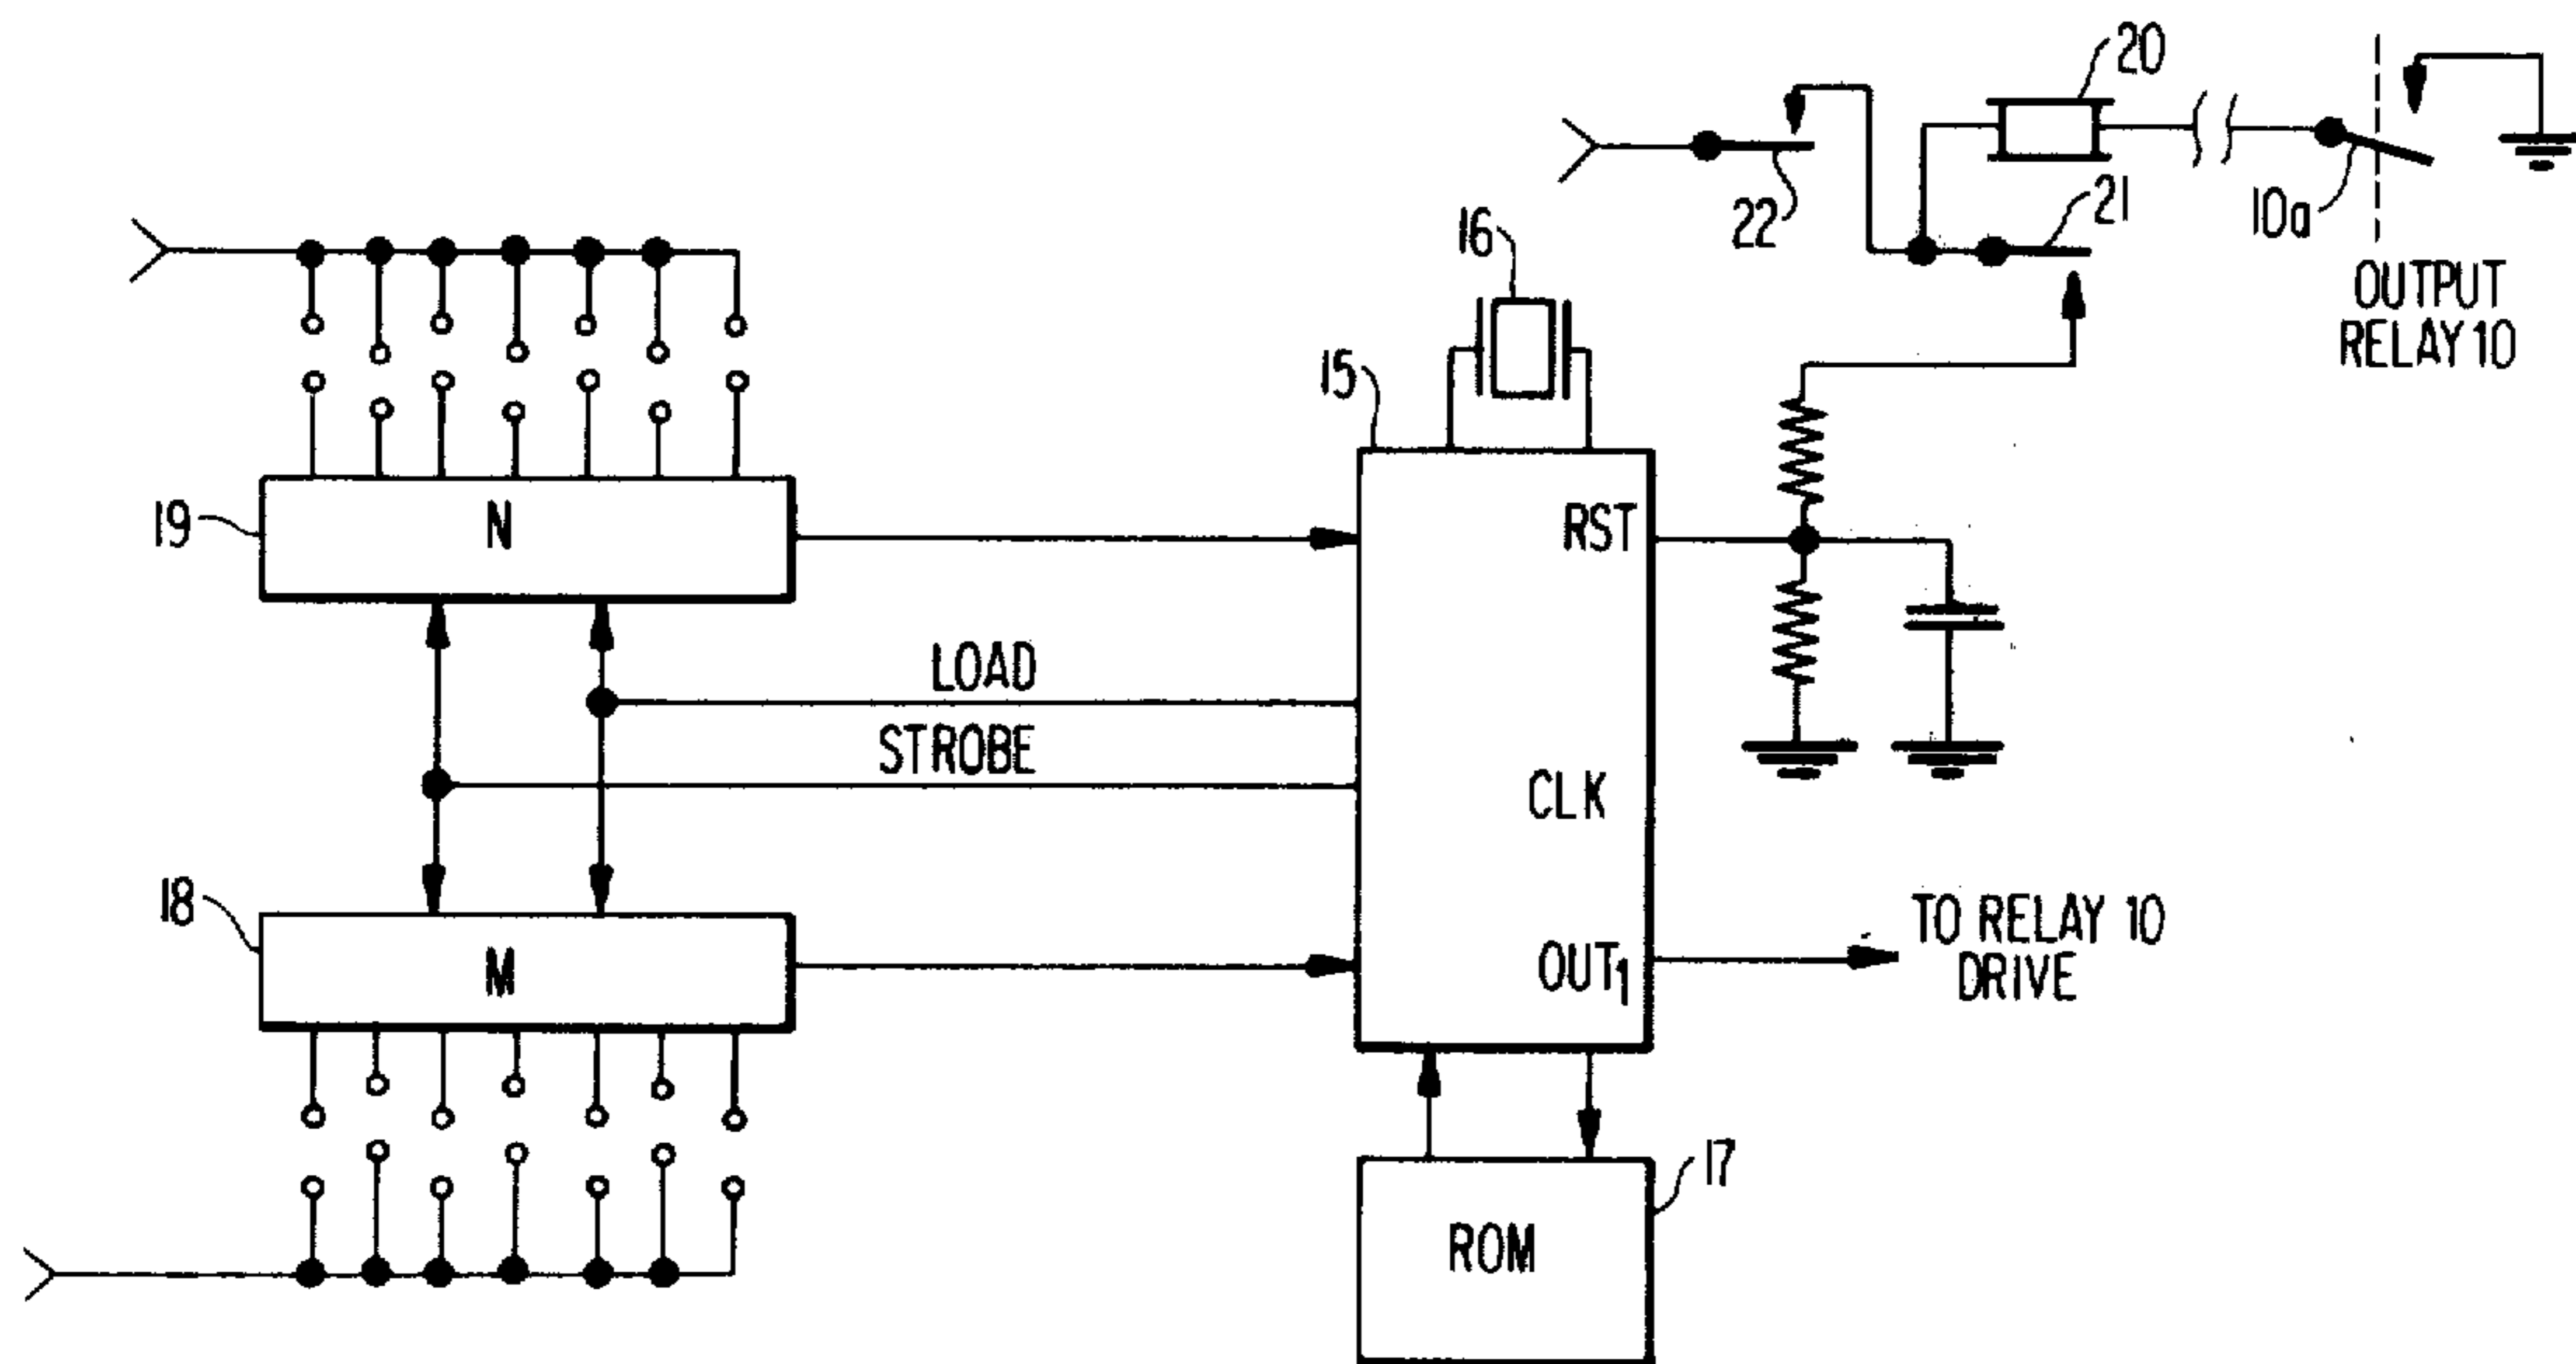 20
22
21
10a
OUTPUT
RELAY 10
16
15
19
N
RST
LOAD
STROBE
CLK
18
M
OUT1
TO RELAY 10
DRIVE
17
ROM